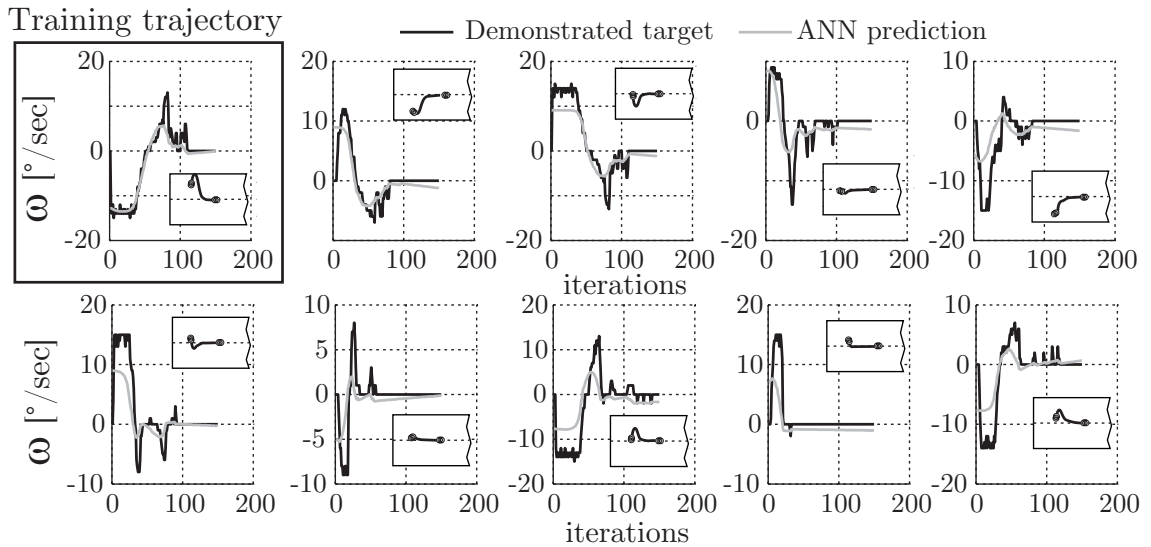 Training trajectory
Demonstrated target ANN prediction
20 20 20
0 0 0 0 0
-10
-20 -20 -20 -20
ω [°/sec]
0 100 200 0 100 200 0 100 200 0 100 200 0 100 200
iterations
20 10 20 20 10
10 5 10 10 0
0 0 0 0 -10
-5 -10
-10 -10 -20 -10 -20
ω [°/sec]
0 100 200 0 100 200 0 100 200 0 100 200 0 100 200
iterations